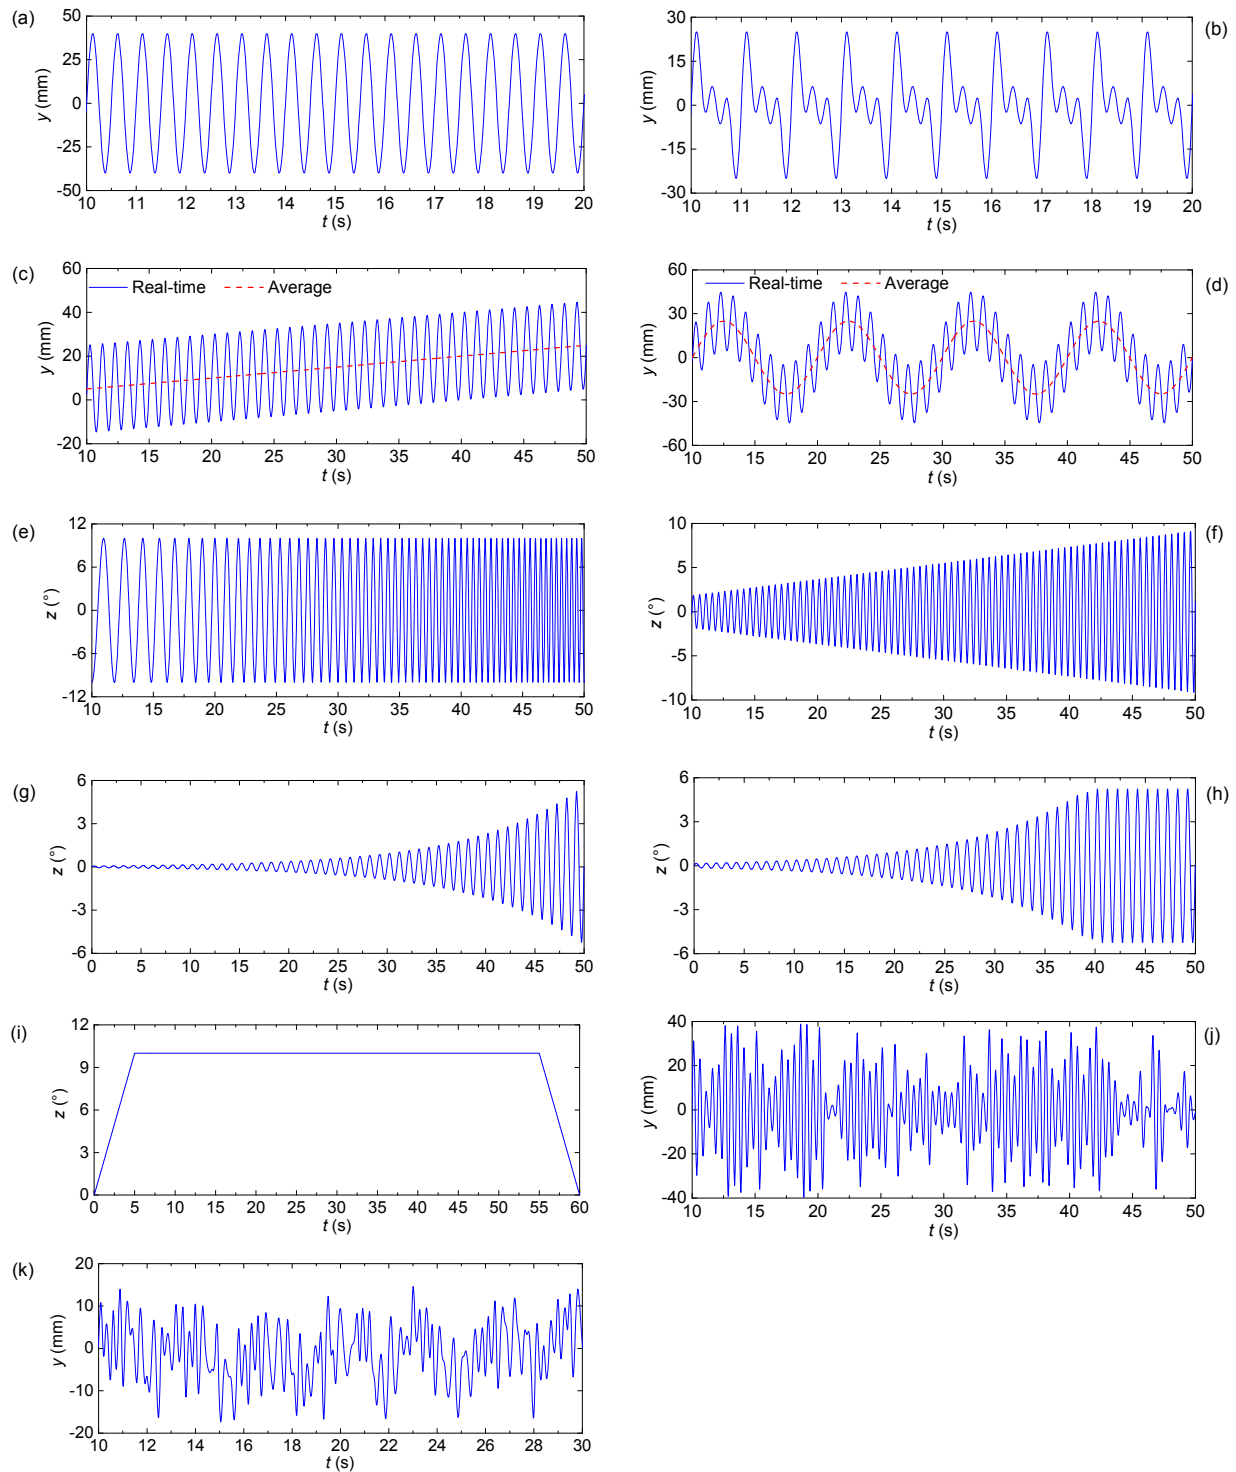 (a)
50
25
0
-25
-50
y (mm)
10 11 12 13 14 15 16 17 18 19 20
t (s)
(b)
30
15
0
-15
-30
y (mm)
10 11 12 13 14 15 16 17 18 19 20
t (s)
(c)
Real-time Average
60
40
20
0
-20
y (mm)
10 15 20 25 30 35 40 45 50
t (s)
(d)
Real-time Average
60
30
0
-30
-60
y (mm)
10 15 20 25 30 35 40 45 50
t (s)
(e)
12
6
0
-6
-12
z (°)
10 15 20 25 30 35 40 45 50
t (s)
(f)
10
5
0
-5
-10
z (°)
10 15 20 25 30 35 40 45 50
t (s)
(g)
6
3
0
-3
-6
z (°)
0 5 10 15 20 25 30 35 40 45 50
t (s)
(h)
6
3
0
-3
-6
z (°)
0 5 10 15 20 25 30 35 40 45 50
t (s)
(i)
12
9
6
3
0
z (°)
0 5 10 15 20 25 30 35 40 45 50 55 60
t (s)
(j)
40
20
0
-20
-40
y (mm)
10 15 20 25 30 35 40 45 50
t (s)
(k)
20
10
0
-10
-20
y (mm)
10 12 14 16 18 20 22 24 26 28 30
t (s)